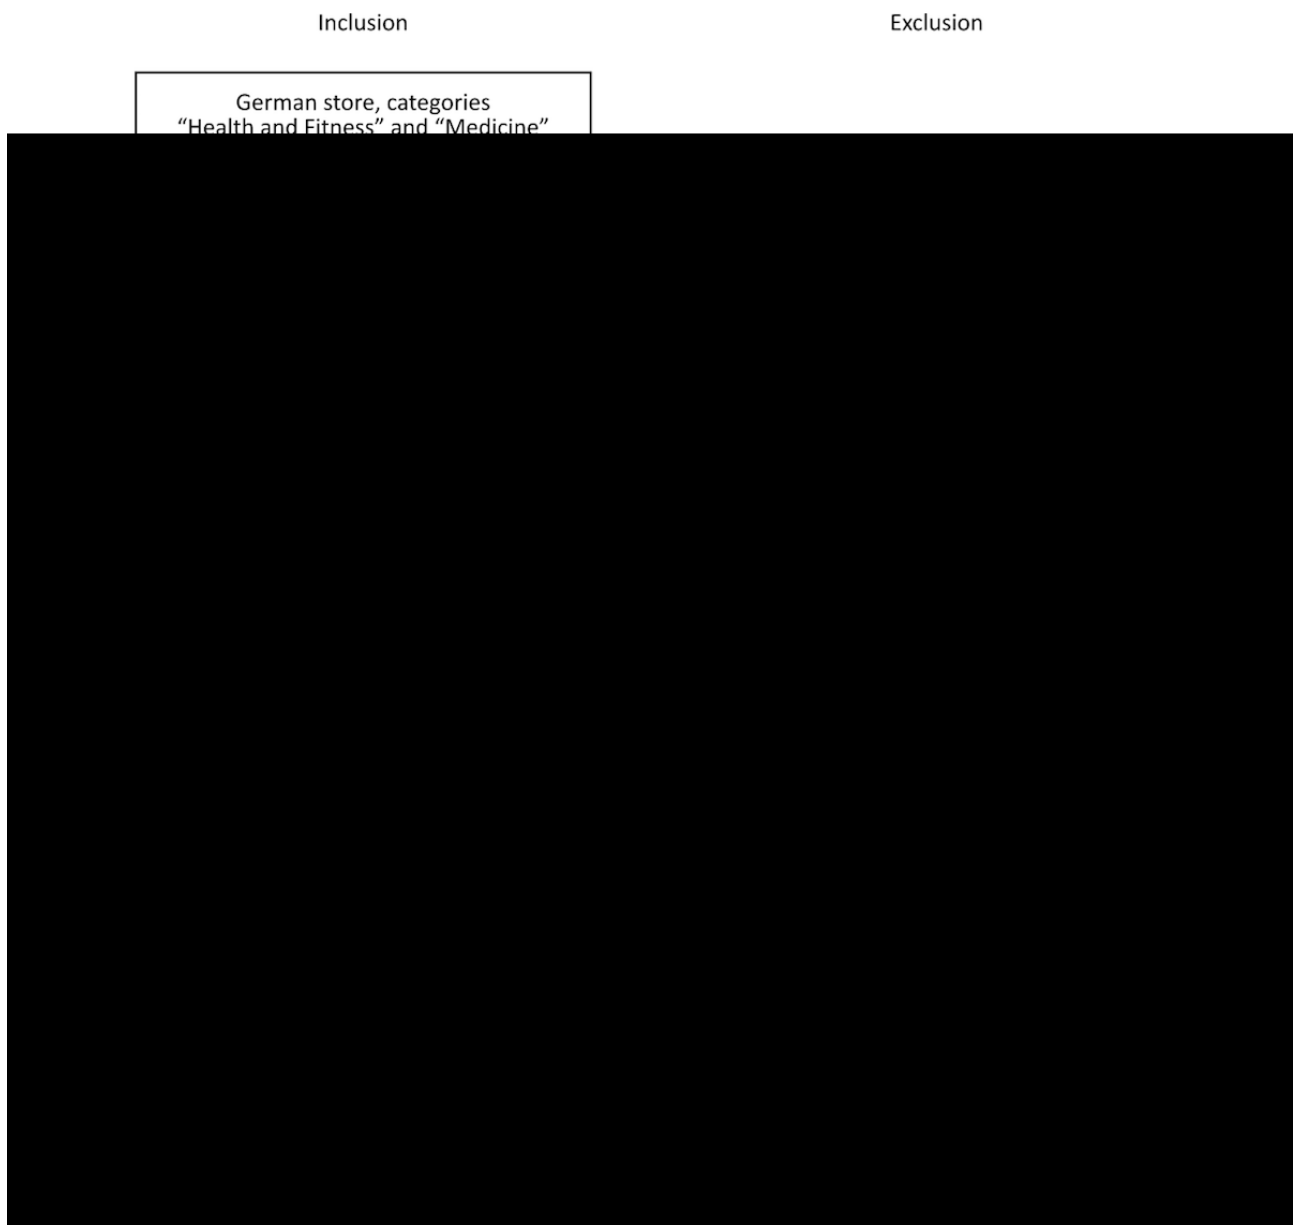 Inclusion
Exclusion
German store, categories
“Health and Fitness” and “Medicine”